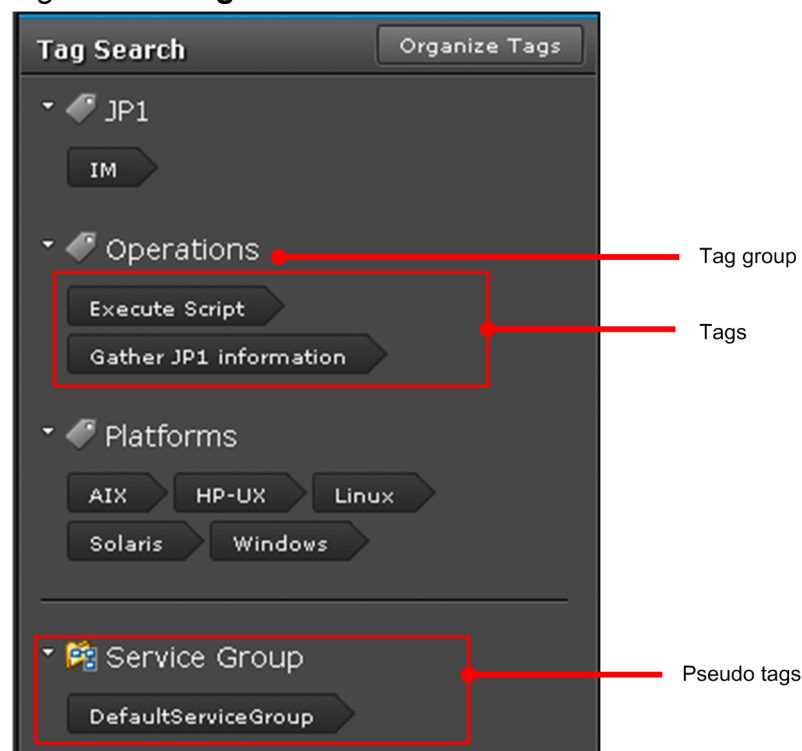 Tag Search
Organize Tags
JP1
IM
Operations
Tag group
Execute Script
Tags
Gather JP1 information
Platforms
AIX HP-UX Linux
Solaris Windows
Service Group
Pseudo tags
DefaultServiceGroup